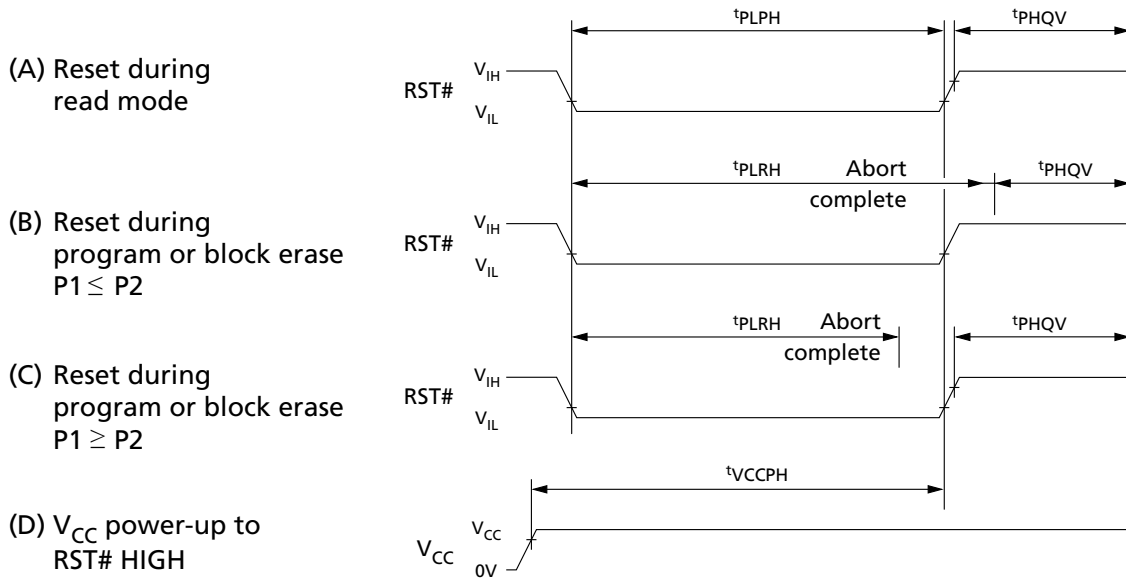 tPLPH
tPHQV
(A) Reset during
read mode
RST#
VIH
VIL
tPLRH
Abort
complete
tPHQV
(B) Reset during
program or block erase
P1 ≤ P2
RST#
VIH
VIL
tPLRH
Abort
complete
tPHQV
(C) Reset during
program or block erase
P1 ≥ P2
RST#
VIH
VIL
tVCCPH
(D) VCC power-up to
RST# HIGH
VCC
VCC
0V